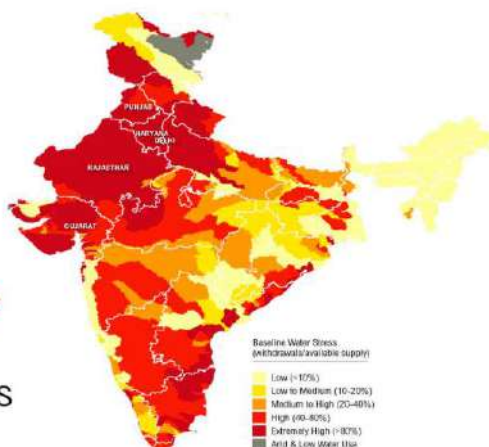 PUNJAB
HARYANA
DELHI
RAJASTHAN
GUJARAT
S
Baseline Water Stress
(withdrawals/available supply)
Low (<10%)
Low to Medium (10-20%)
Medium to High (20-40%)
High (40-80%)
Extremely High (>80%)
Arid & Low Water Use